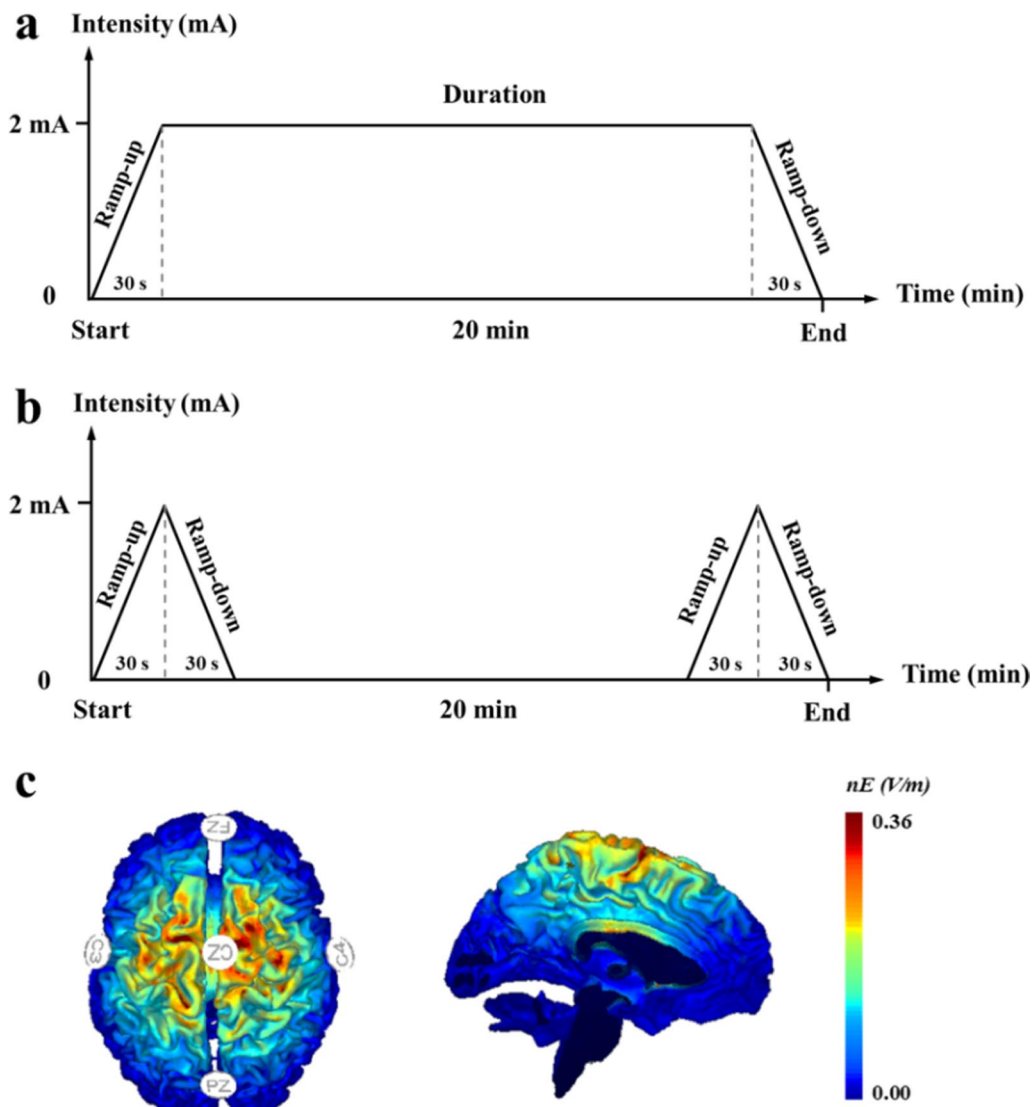 a
Intensity (mA)
Duration
2 mA
Ramp-up
Ramp-down
30 s
30 s
0
Time (min)
Start
20 min
End
b
Intensity (mA)
2 mA
Ramp-up
Ramp-down
Ramp-up
Ramp-down
30 s
30 s
30 s
30 s
0
Time (min)
Start
20 min
End
c
nE (V/m)
FZ
0.36
C3
CZ
C4
PZ
0.00